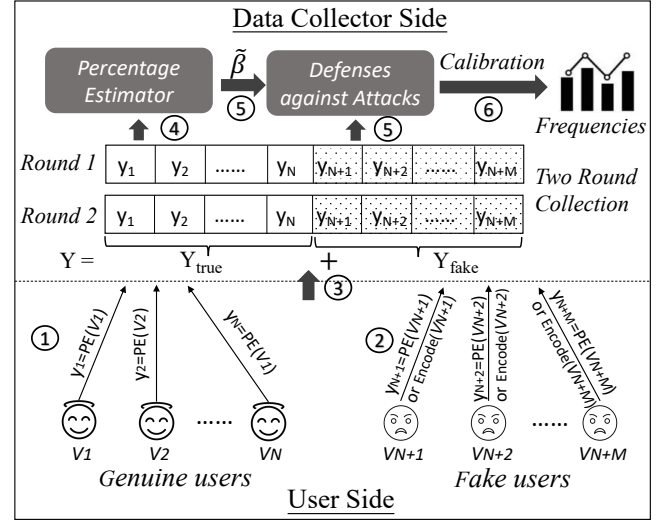 Data Collector Side
Percentage Estimator
β̃
⑤
Defenses against Attacks
Calibration
⑥
Frequencies
④
⑤
Round 1 y1 y2 …… yN yN+1 yN+2 …… yN+M
Two Round Collection
Round 2 y1 y2 …… yN yN+1 yN+2 …… yN+M
Y = Ytrue + Yfake
③
①
y1=PE(V1)
y2=PE(V2)
yN=PE(V1)
②
yN+1=PE(VN+1)
or Encode(VN+1)
yN+2=PE(VN+2)
or Encode(VN+2)
yN+M=PE(VN+M)
or Encode(VN+M)
……
……
V1 V2 VN VN+1 VN+2 VN+M
Genuine users Fake users
User Side